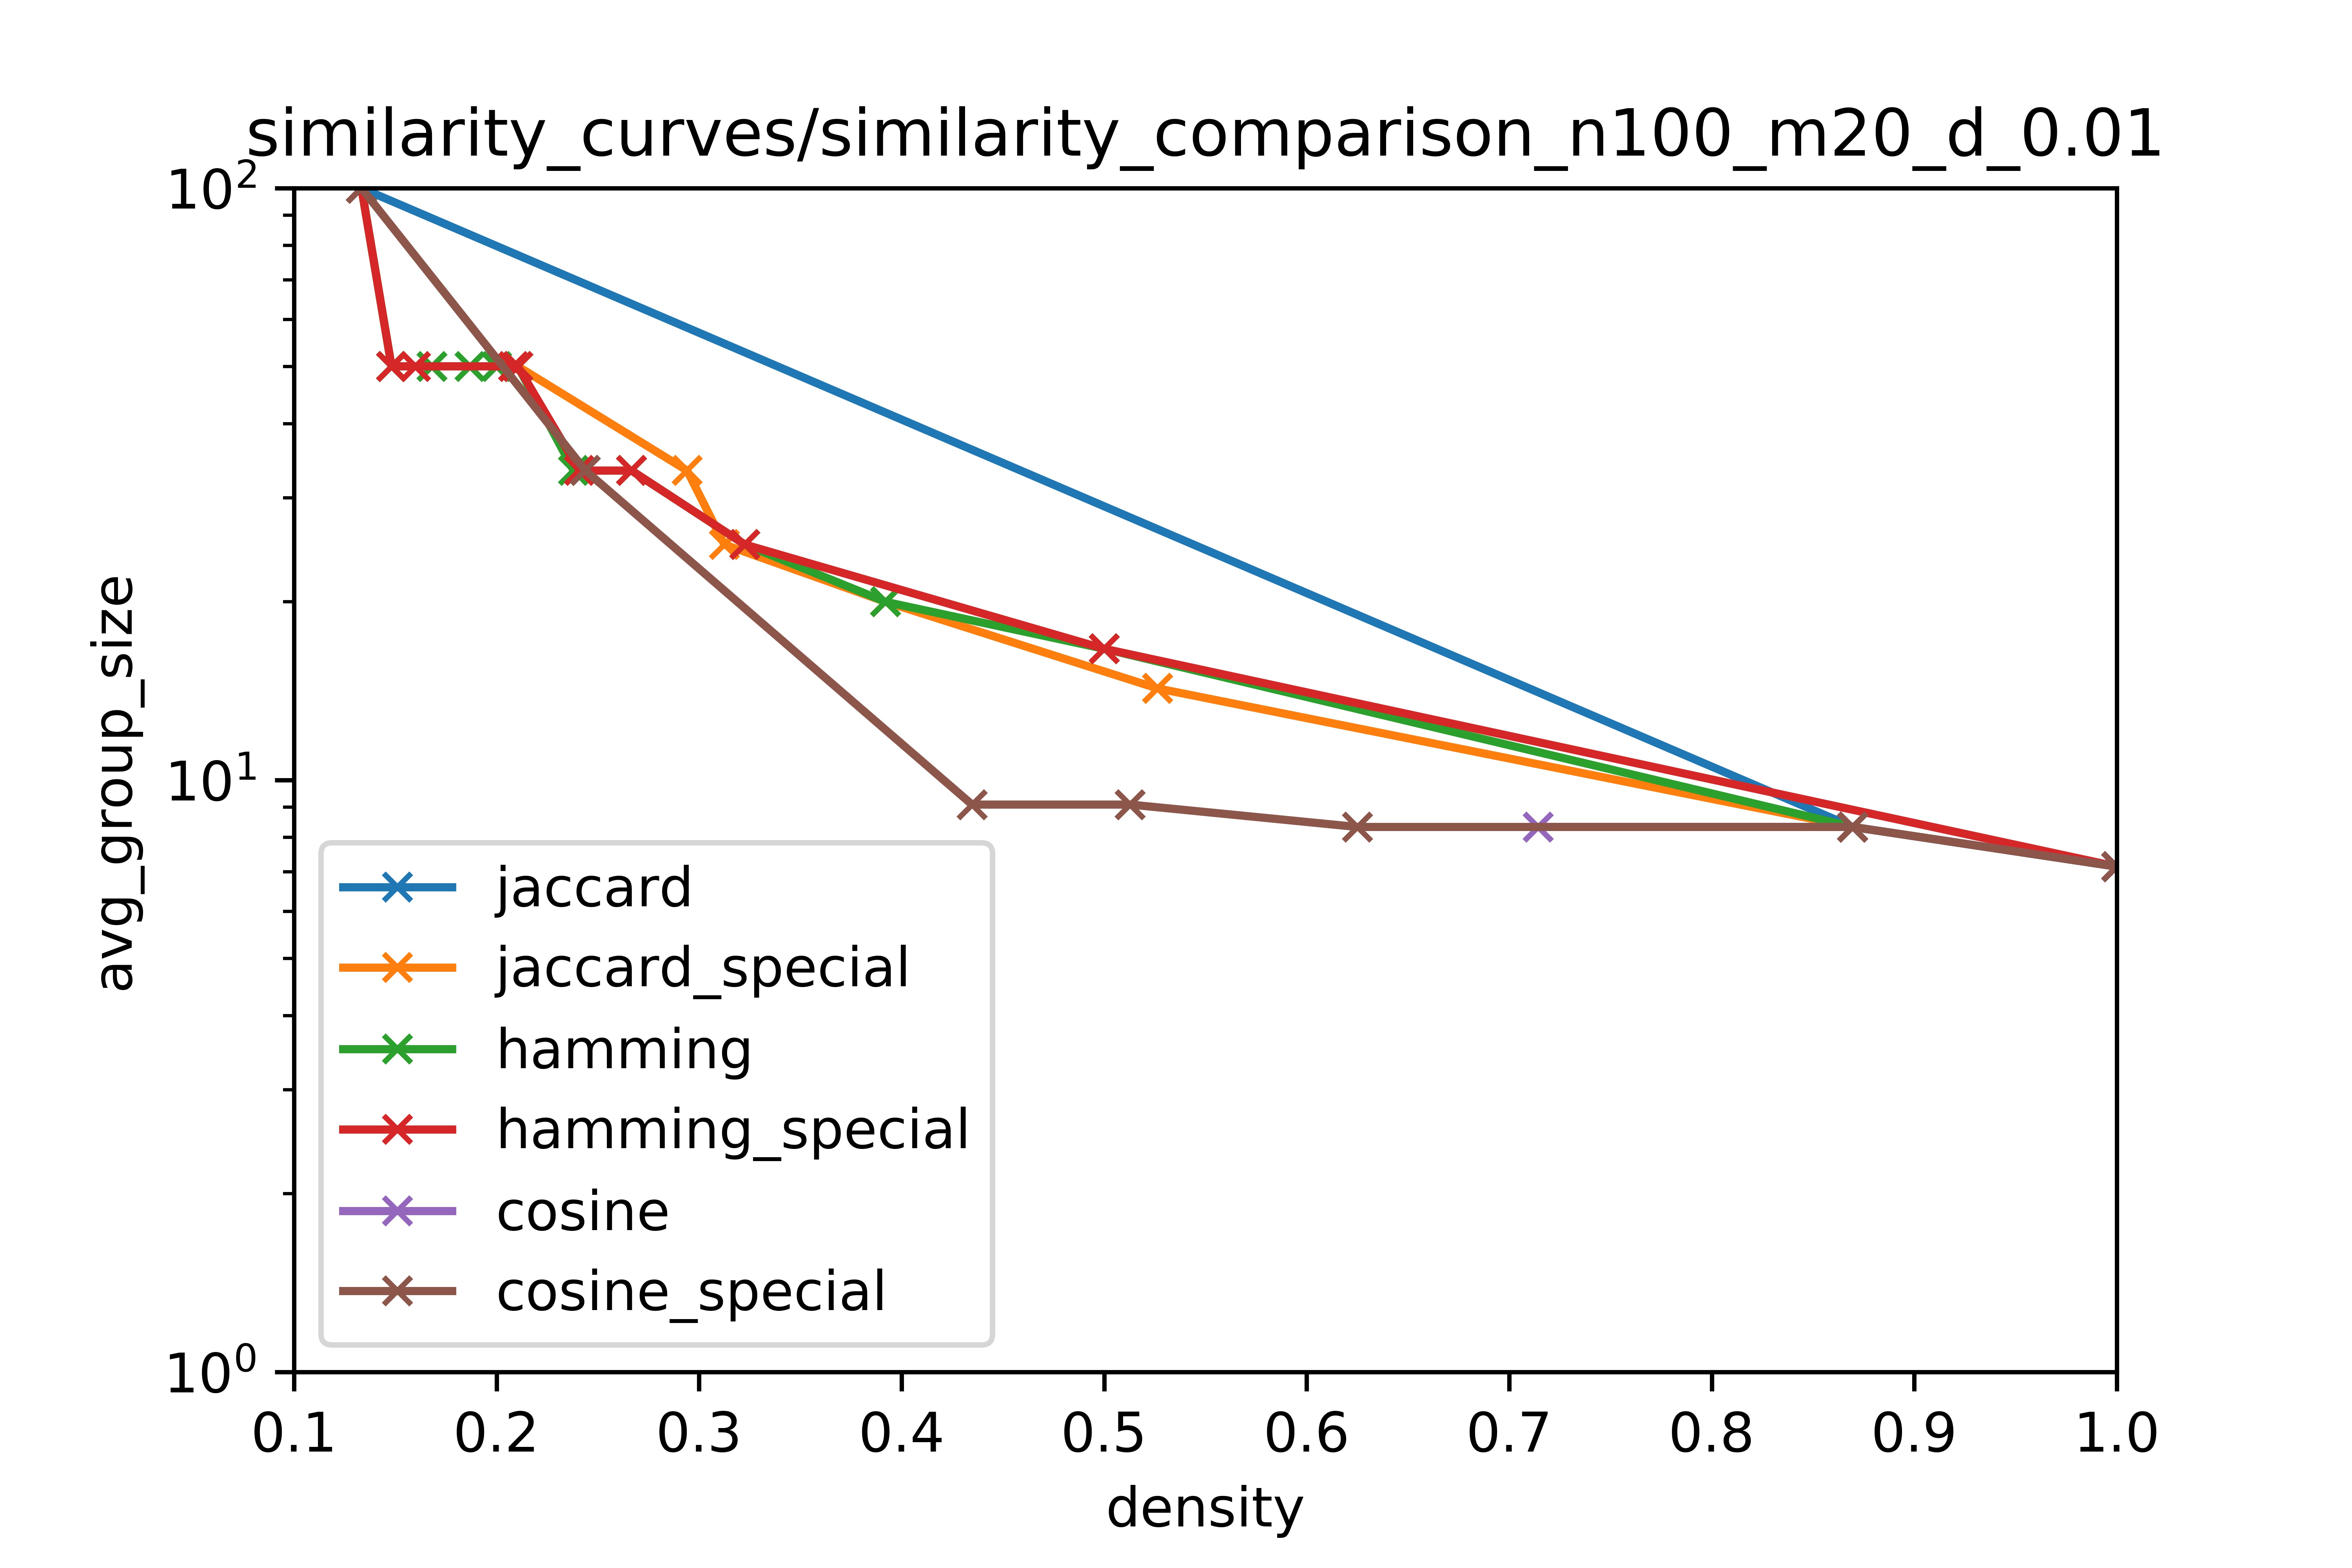 similarity_curves/similarity_comparison_n100_m20_d_0.01
10²
10¹
10⁰
avg_group_size
jaccard
jaccard_special
hamming
hamming_special
cosine
cosine_special
0.1 0.2 0.3 0.4 0.5 0.6 0.7 0.8 0.9 1.0
density